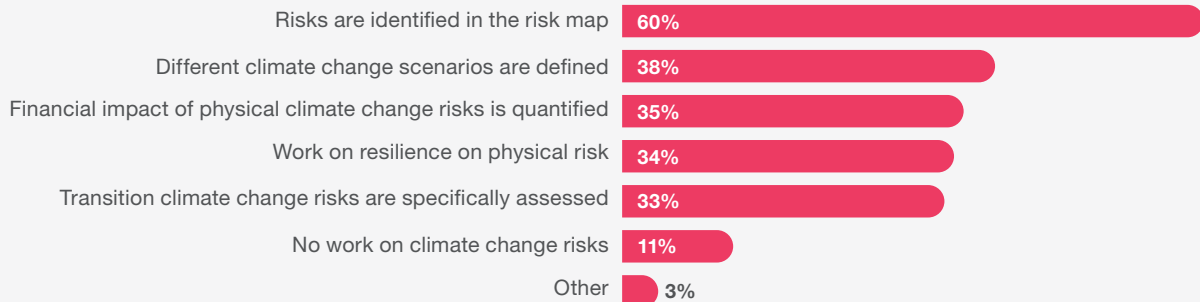 Risks are identified in the risk map 60%
Different climate change scenarios are defined 38%
Financial impact of physical climate change risks is quantified 35%
Work on resilience on physical risk 34%
Transition climate change risks are specifically assessed 33%
No work on climate change risks 11%
Other 3%